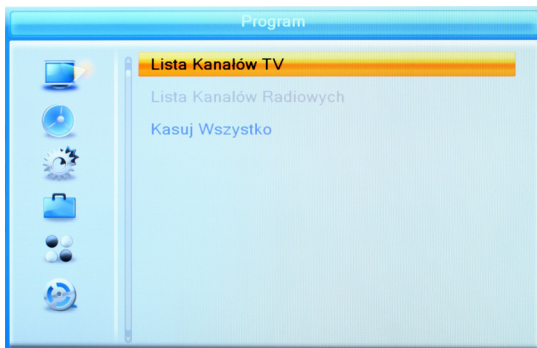 Program
Lista Kanałów TV
Lista Kanałów Radiowych
Kasuj Wszystko